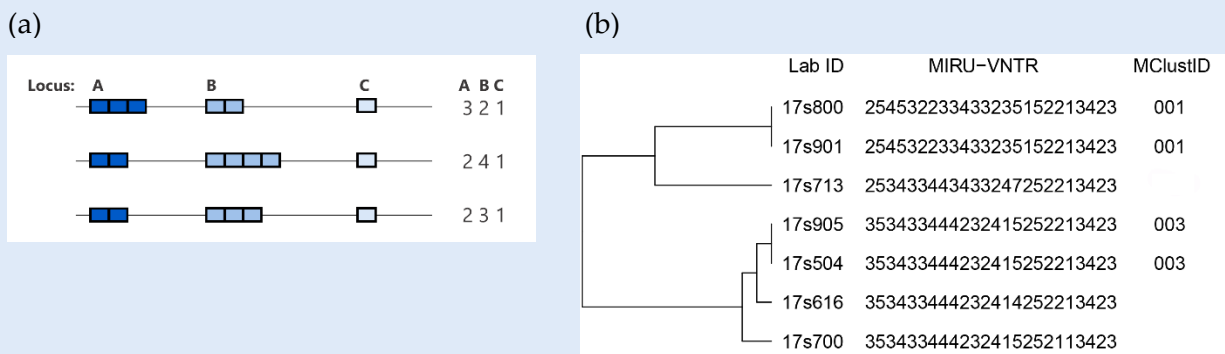 (a)
Locus: A B C A B C
3 2 1
2 4 1
2 3 1
(b)
Lab ID MIRU−VNTR MClustID
17s800 254532233433235152213423 001
17s901 254532233433235152213423 001
17s713 253433443433247252213423
17s905 353433444232415252213423 003
17s504 353433444232415252213423 003
17s616 353433444232414252213423
17s700 353433444232415252113423